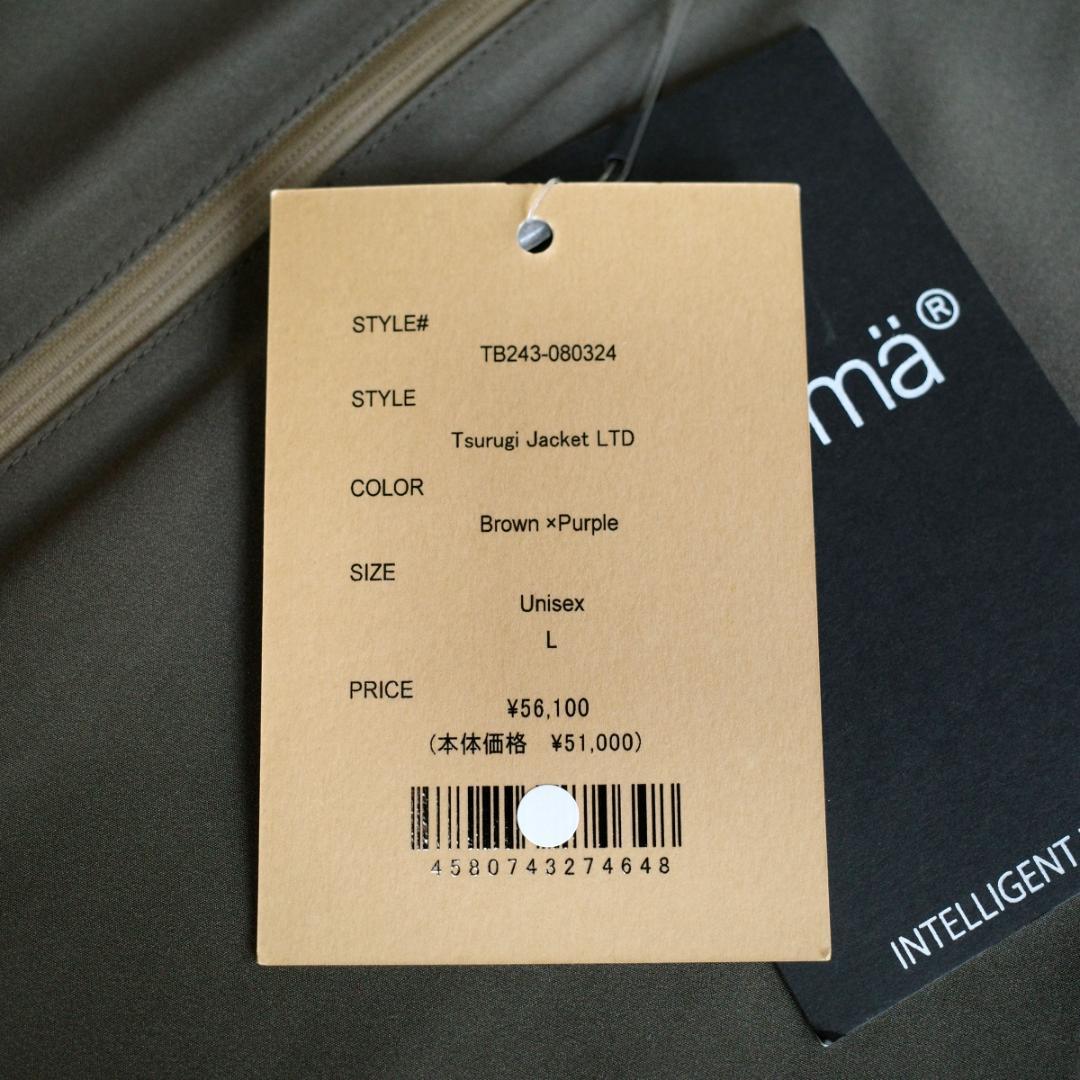 STYLE#
TB243-080324
STYLE
Tsurugi Jacket LTD
COLOR
Brown ×Purple
SIZE
Unisex
L
PRICE
¥56,100
(本体価格 ¥51,000)
4580743274648
mä®
INTELLIGENT